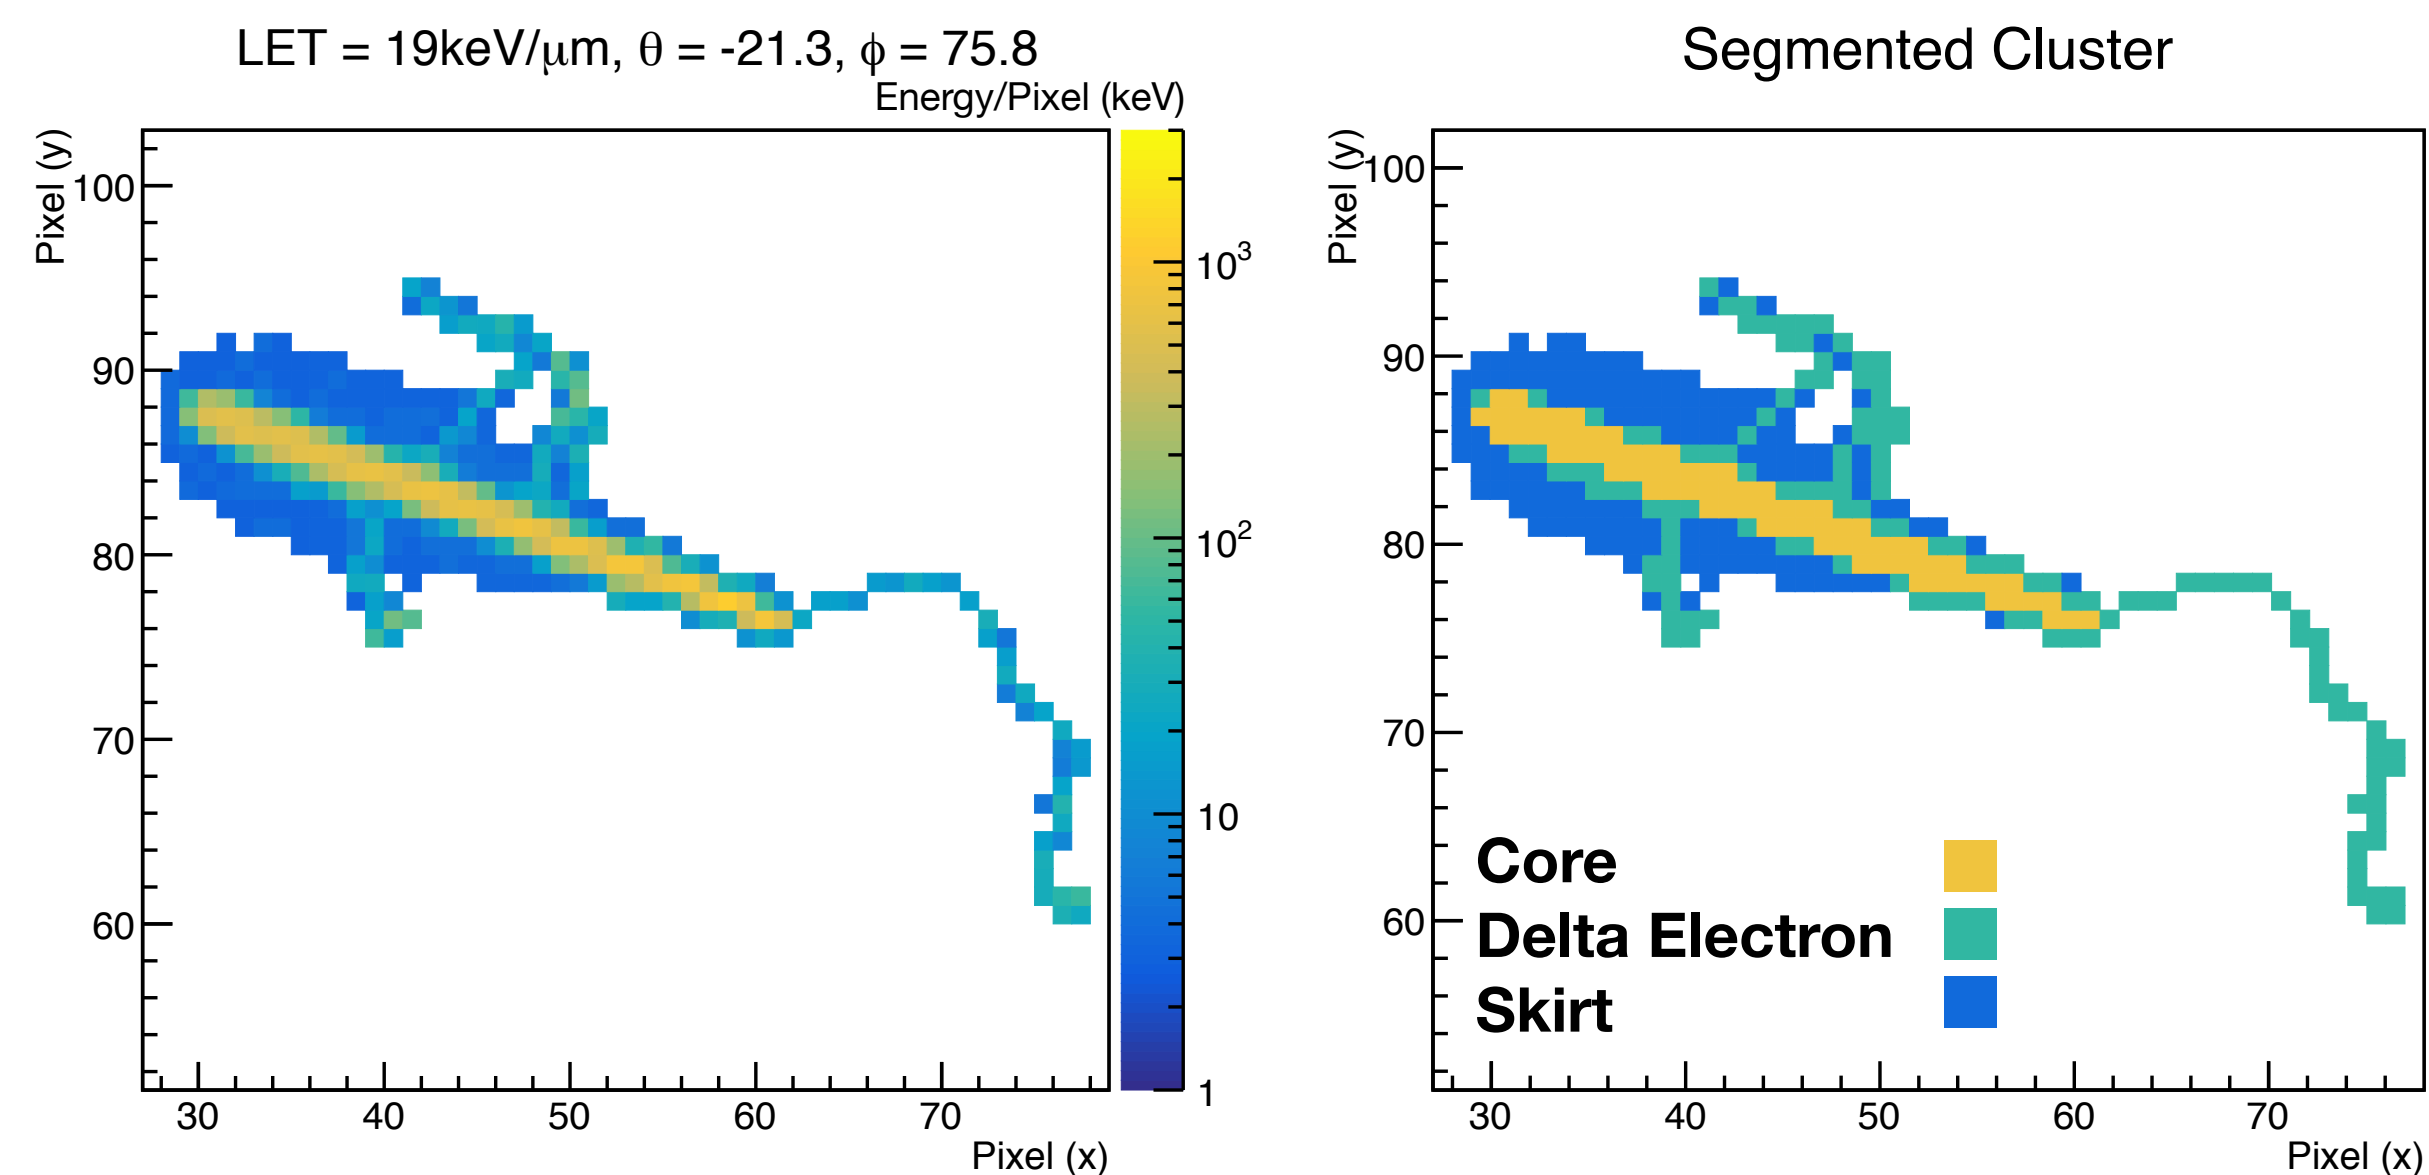 LET = 19keV/μm, θ = -21.3, ϕ = 75.8
Energy/Pixel (keV)
Pixel (y)
100
90
80
70
60
30 40 50 60 70
Pixel (x)
10³
10²
10
1
Segmented Cluster
Pixel (y)
100
90
80
70
60
Core
Delta Electron
Skirt
30 40 50 60 70
Pixel (x)